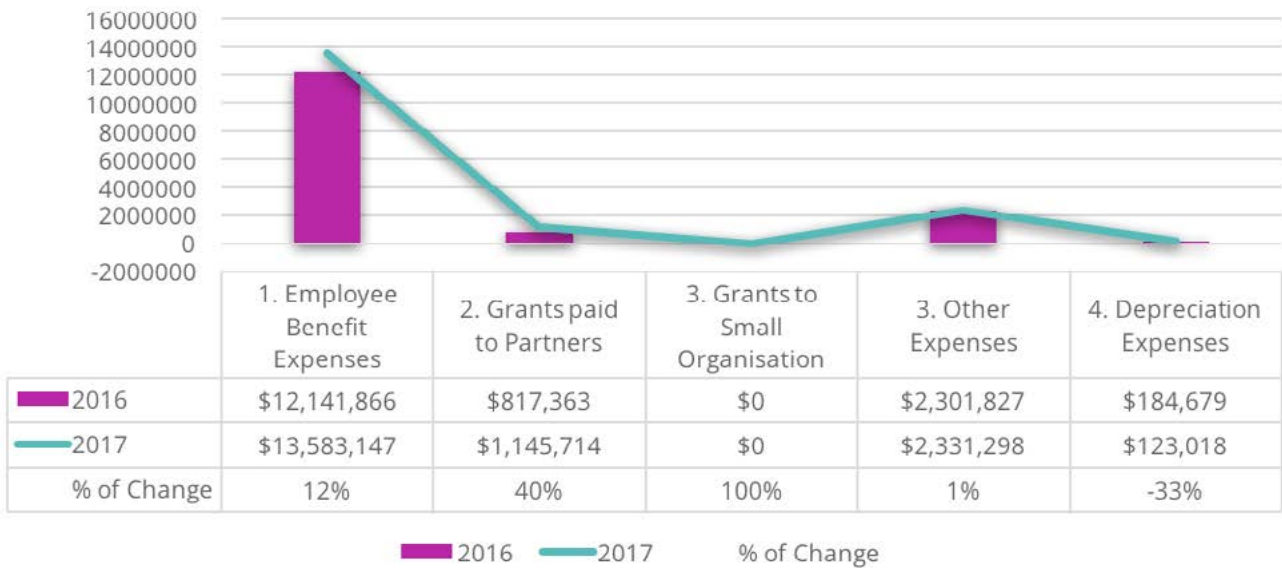 16000000
14000000
12000000
10000000
8000000
6000000
4000000
2000000
0
-2000000
1. Employee
Benefit
Expenses
2. Grants paid
to Partners
3. Grants to
Small
Organisation
3. Other
Expenses
4. Depreciation
Expenses
2016 $12,141,866 $817,363 $0 $2,301,827 $184,679
2017 $13,583,147 $1,145,714 $0 $2,331,298 $123,018
% of Change 12% 40% 100% 1% -33%
2016 2017 % of Change